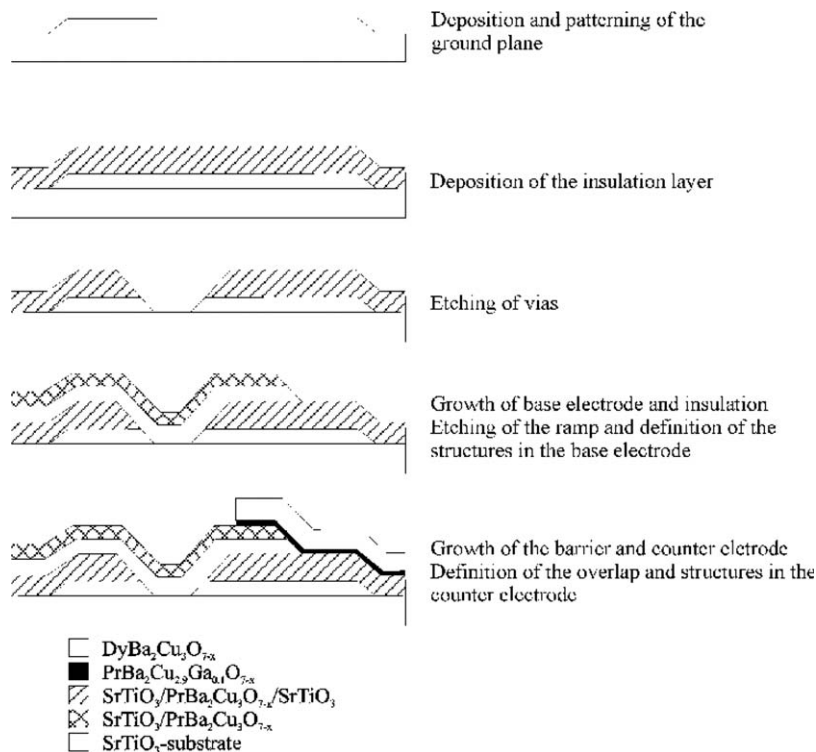 Deposition and patterning of the
ground plane
Deposition of the insulation layer
Etching of vias
Growth of base electrode and insulation
Etching of the ramp and definition of the
structures in the base electrode
Growth of the barrier and counter eletrode
Definition of the overlap and structures in the
counter electrode
DyBa₂Cu₃O₇₋ₓ
PrBa₂Cu₂.₉Ga₀.₁O₇₋ₓ
SrTiO₃/PrBa₂Cu₃O₇₋ₓ/SrTiO₃
SrTiO₃/PrBa₂Cu₃O₇₋ₓ
SrTiO₃-substrate